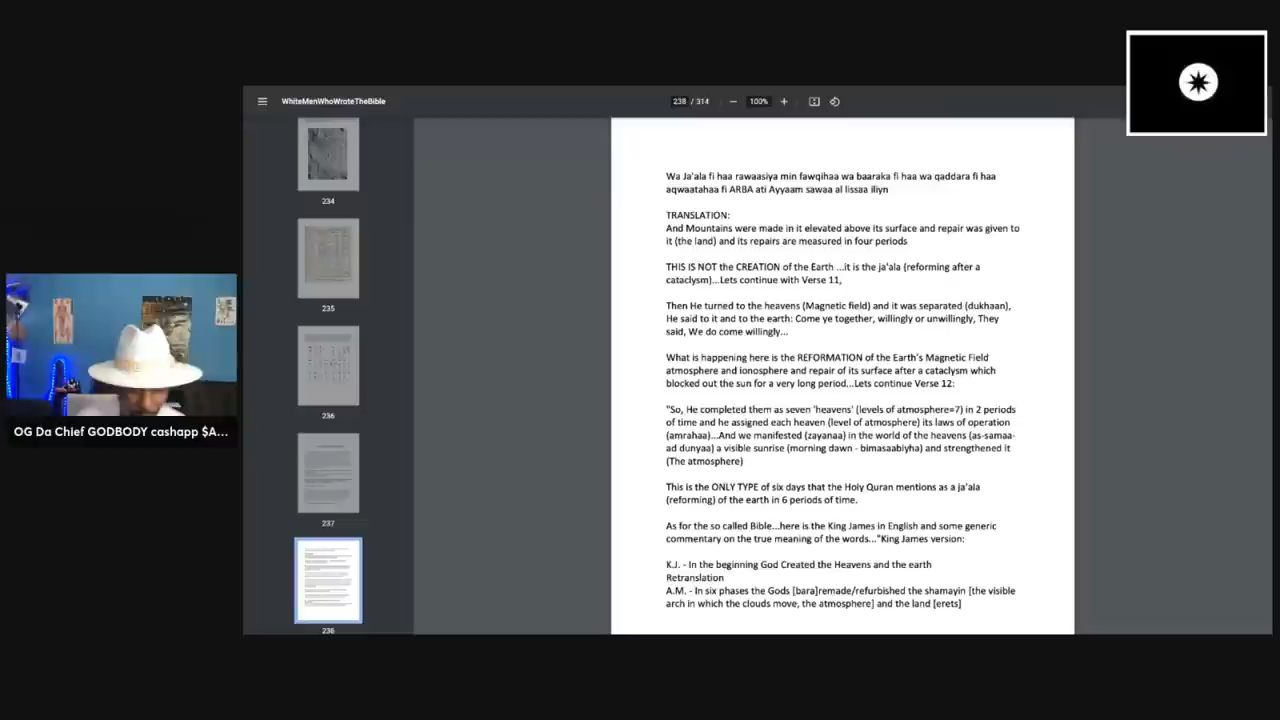 WhiteMenWhoWroteTheBible
238 / 314
100%
234
235
236
237
238
Wa Ja'ala fi haa rawaasiya min fawqihaa wa baaraka fi haa wa qaddara fi haa
aqwaatahaa fi ARBA ati Ayyaam sawaa al lissaa iliyn
TRANSLATION:
And Mountains were made in it elevated above its surface and repair was given to
it (the land) and its repairs are measured in four periods
THIS IS NOT the CREATION of the Earth ...it is the ja'ala (reforming after a
cataclysm)...Lets continue with Verse 11,
Then He turned to the heavens (Magnetic field) and it was separated (dukhaan),
He said to it and to the earth: Come ye together, willingly or unwillingly, They
said, We do come willingly...
What is happening here is the REFORMATION of the Earth's Magnetic Field
atmosphere and ionosphere and repair of its surface after a cataclysm which
blocked out the sun for a very long period...Lets continue Verse 12:
"So, He completed them as seven 'heavens' (levels of atmosphere=7) in 2 periods
of time and he assigned each heaven (level of atmosphere) its laws of operation
(amrahaa)...And we manifested (zayanaa) in the world of the heavens (as-samaa-
ad dunyaa) a visible sunrise (morning dawn - bimasaabiyha) and strengthened it
(The atmosphere)
This is the ONLY TYPE of six days that the Holy Quran mentions as a ja'ala
(reforming) of the earth in 6 periods of time.
As for the so called Bible...here is the King James in English and some generic
commentary on the true meaning of the words..."King James version:
K.J. - In the beginning God Created the Heavens and the earth
Retranslation
A.M. - In six phases the Gods [bara]remade/refurbished the shamayin [the visible
arch in which the clouds move, the atmosphere] and the land [erets]
OG Da Chief GODBODY cashapp $A...